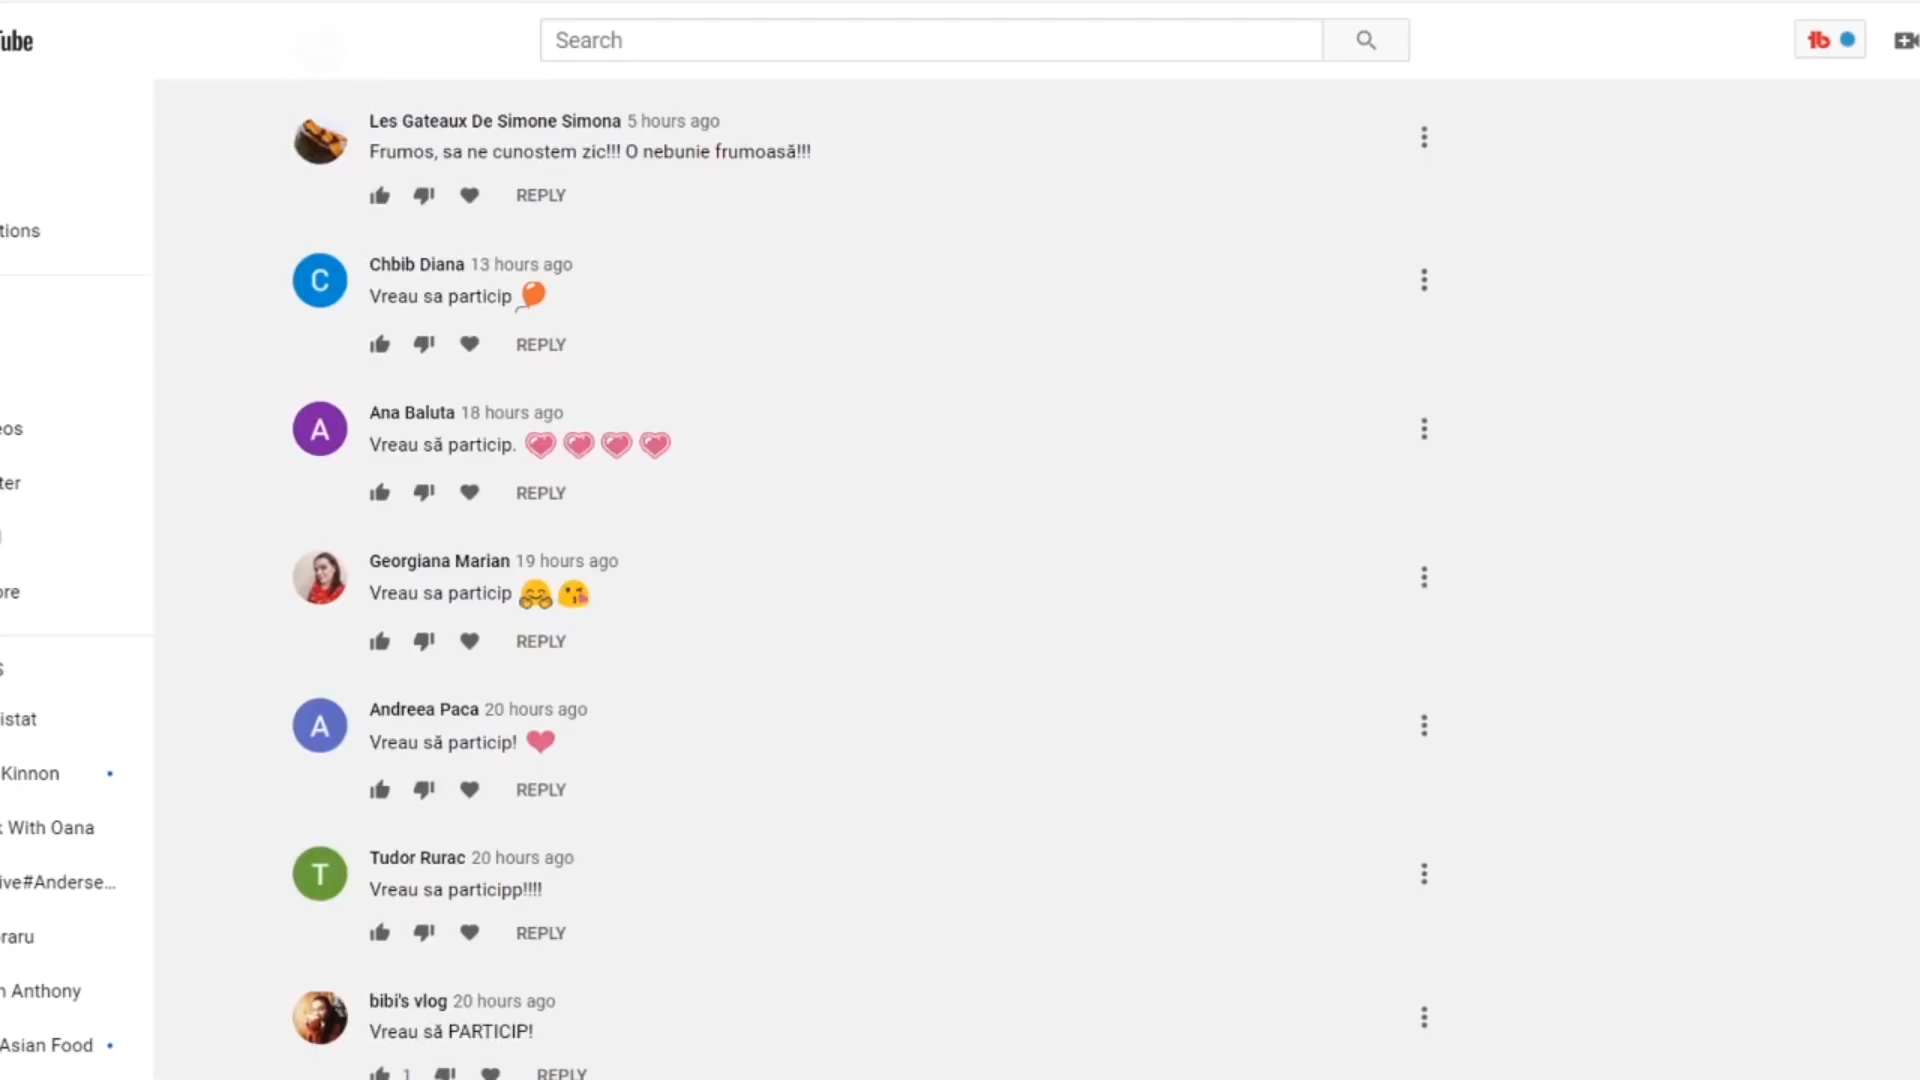 ube
Search
tions
eos
ter
ore
S
istat
Kinnon
k With Oana
ive#Anderse...
raru
n Anthony
Asian Food
Les Gateaux De Simone Simona 5 hours ago
Frumos, sa ne cunostem zic!!! O nebunie frumoasă!!!
REPLY
C
Chbib Diana 13 hours ago
Vreau sa particip 🎈
REPLY
A
Ana Baluta 18 hours ago
Vreau să particip. 💗💗💗💗
REPLY
Georgiana Marian 19 hours ago
Vreau sa particip 🤗😘
REPLY
A
Andreea Paca 20 hours ago
Vreau să particip! ❤
REPLY
T
Tudor Rurac 20 hours ago
Vreau sa participp!!!!
REPLY
bibi's vlog 20 hours ago
Vreau să PARTICIP!
1 REPLY